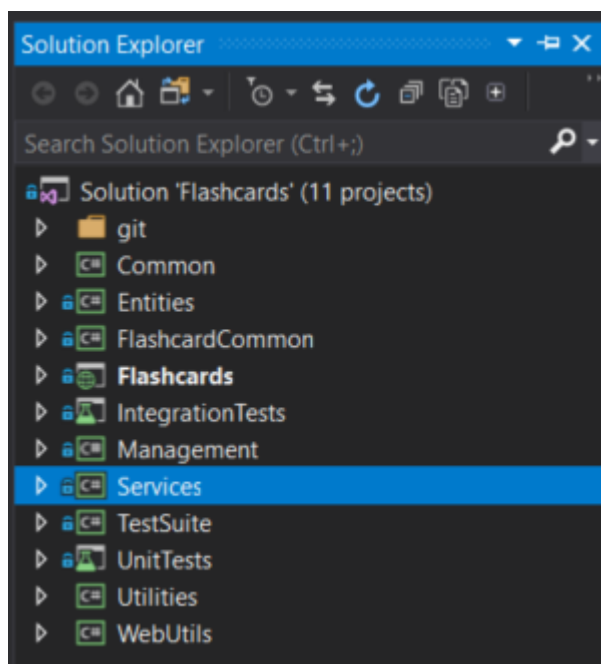 Solution Explorer
Search Solution Explorer (Ctrl+;)
Solution 'Flashcards' (11 projects)
git
C# Common
C# Entities
C# FlashcardCommon
Flashcards
IntegrationTests
C# Management
C# Services
C# TestSuite
UnitTests
C# Utilities
C# WebUtils